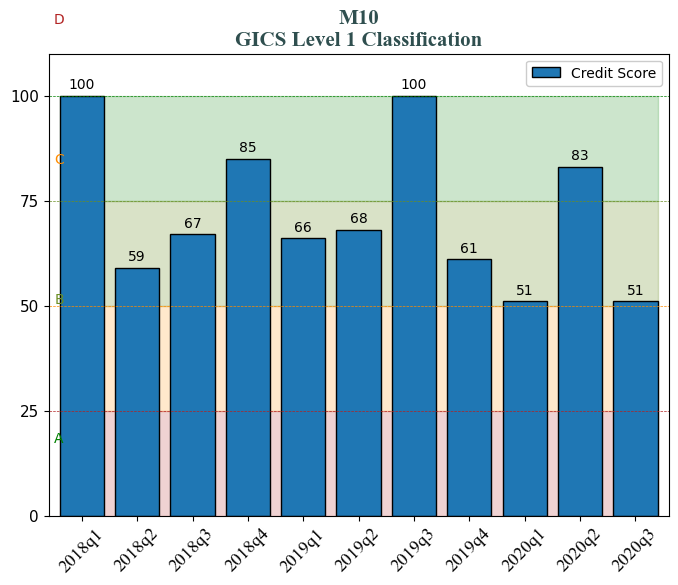 D
M10
GICS Level 1 Classification
Credit Score
100
100
100
C
85
83
75
59
67
66
68
61
51
51
B
50
25
A
0
2018q1
2018q2
2018q3
2018q4
2019q1
2019q2
2019q3
2019q4
2020q1
2020q2
2020q3